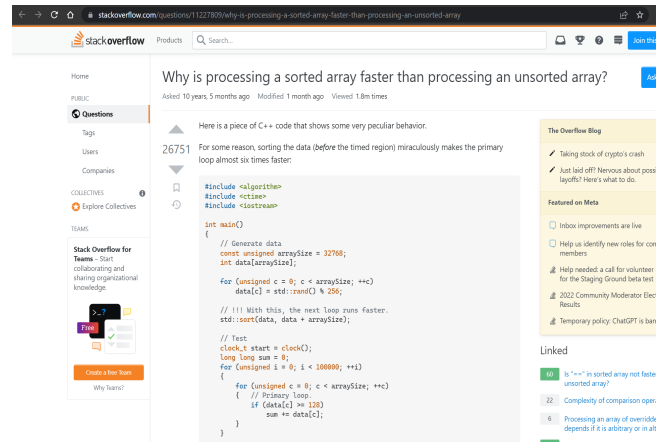 stackoverflow.com/questions/11227809/why-is-processing-a-sorted-array-faster-than-processing-an-unsorted-array
stackoverflow
Products
Search...
Join this
Home
PUBLIC
Questions
Tags
Users
Companies
COLLECTIVES
Explore Collectives
TEAMS
Stack Overflow for
Teams – Start
collaborating and
sharing organizational
knowledge.
>_?
Free
Create a free Team
Why Teams?
Why is processing a sorted array faster than processing an unsorted array?
Ask
Asked 10 years, 5 months ago Modified 1 month ago Viewed 1.8m times
26751
Here is a piece of C++ code that shows some very peculiar behavior.
For some reason, sorting the data (before the timed region) miraculously makes the primary
loop almost six times faster:
#include <algorithm>
#include <ctime>
#include <iostream>
int main()
{
// Generate data
const unsigned arraySize = 32768;
int data[arraySize];
for (unsigned c = 0; c < arraySize; ++c)
data[c] = std::rand() % 256;
// !!! With this, the next loop runs faster.
std::sort(data, data + arraySize);
// Test
clock_t start = clock();
long long sum = 0;
for (unsigned i = 0; i < 100000; ++i)
{
for (unsigned c = 0; c < arraySize; ++c)
{ // Primary loop.
if (data[c] >= 128)
sum += data[c];
}
}
The Overflow Blog
Taking stock of crypto's crash
Just laid off? Nervous about possi
layoffs? Here's what to do.
Featured on Meta
Inbox improvements are live
Help us identify new roles for com
members
Help needed: a call for volunteer
for the Staging Ground beta test
2022 Community Moderator Elect
Results
Temporary policy: ChatGPT is ban
Linked
60 Is "==" in sorted array not faste
unsorted array?
22 Complexity of comparison oper
6 Processing an array of overridde
depends if it is arbitrary or in alt